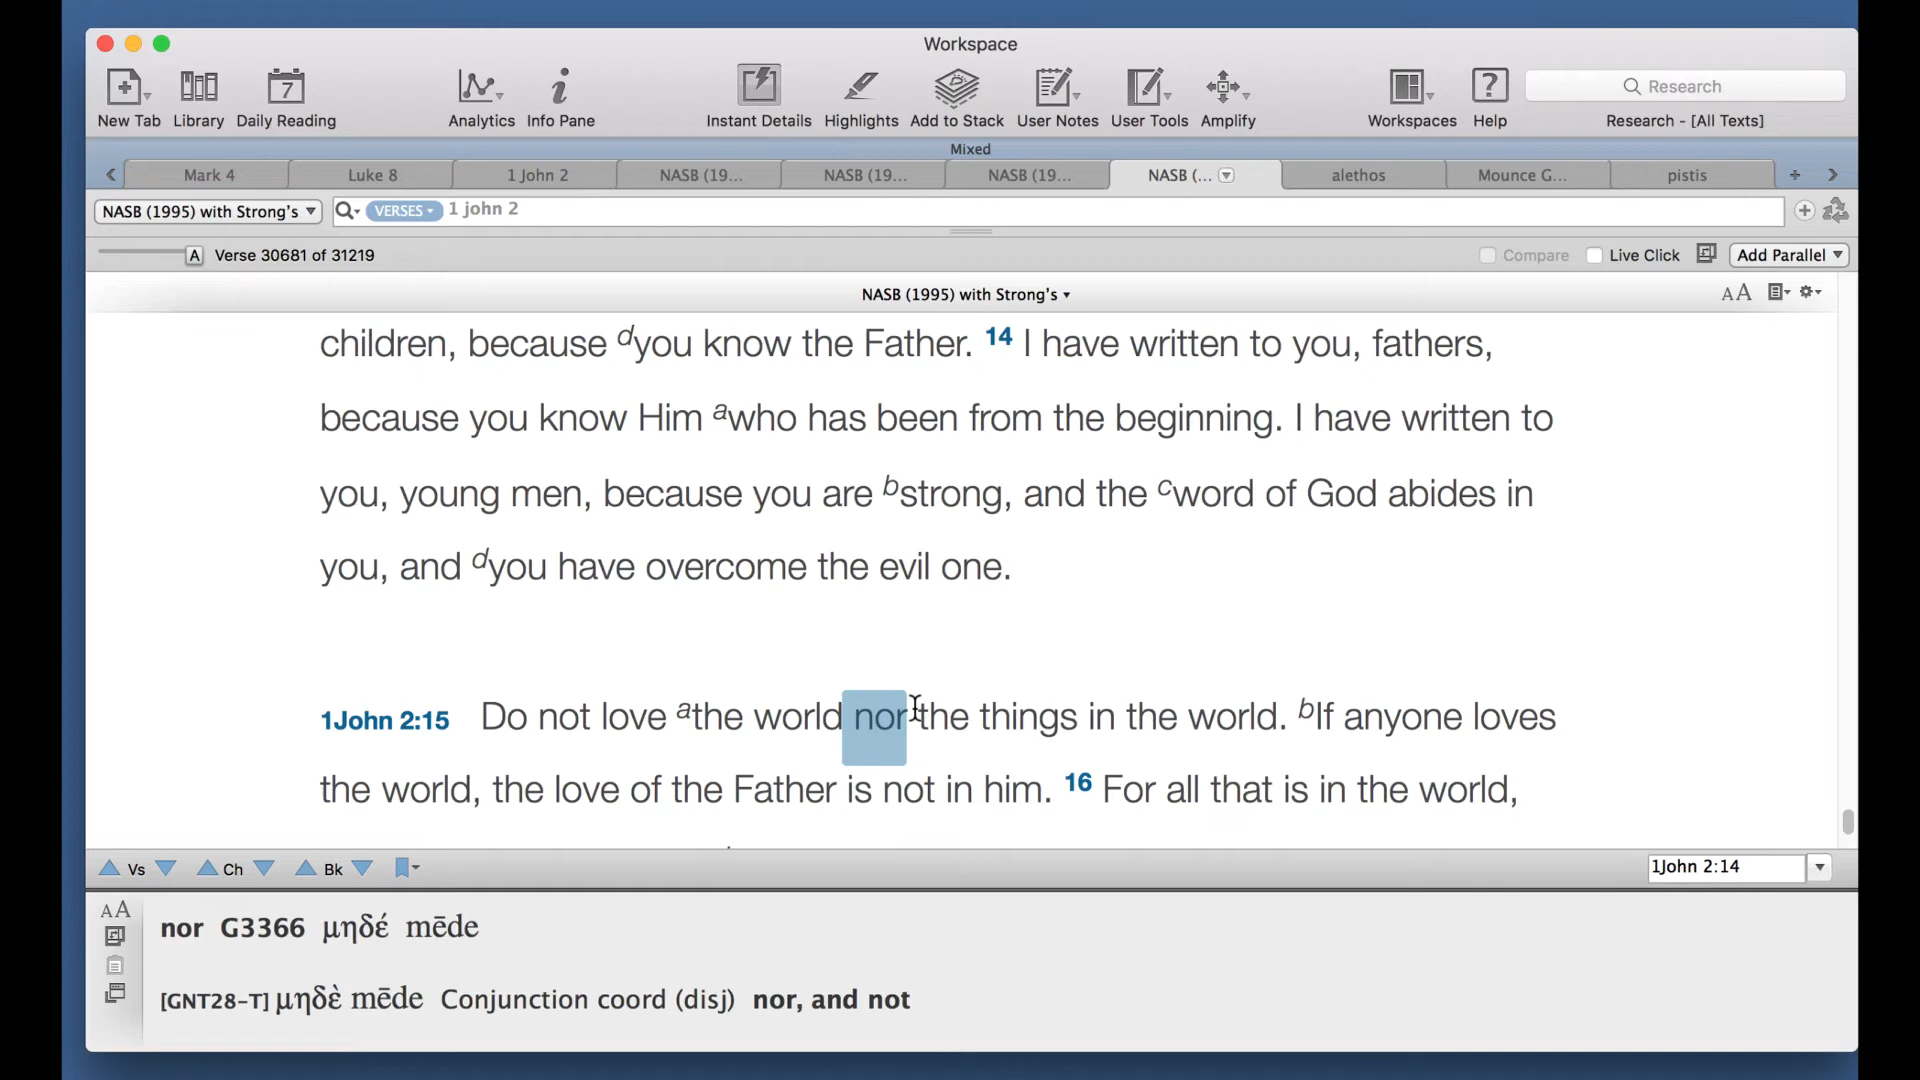 Workspace
New Tab Library Daily Reading Analytics Info Pane Instant Details Highlights Add to Stack User Notes User Tools Amplify Workspaces Help Research
Research - [All Texts]
Mixed
Mark 4 Luke 8 1 John 2 NASB (19... NASB (19... NASB (19... NASB (... alethos Mounce G... pistis
NASB (1995) with Strong's VERSES 1 john 2
A Verse 30681 of 31219 Compare Live Click Add Parallel
NASB (1995) with Strong's AA
children, because dyou know the Father. 14 I have written to you, fathers,
because you know Him awho has been from the beginning. I have written to
you, young men, because you are bstrong, and the cword of God abides in
you, and dyou have overcome the evil one.
1John 2:15 Do not love athe world nor the things in the world. bIf anyone loves
the world, the love of the Father is not in him. 16 For all that is in the world,
Vs Ch Bk 1John 2:14
AA
nor G3366 μηδέ mēde
[GNT28-T] μηδὲ mēde Conjunction coord (disj) nor, and not